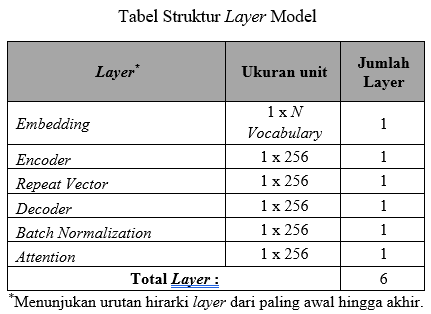 Tabel Struktur Layer Model
Layer* Ukuran unit Jumlah Layer
Embedding 1 x N Vocabulary 1
Encoder 1 x 256 1
Repeat Vector 1 x 256 1
Decoder 1 x 256 1
Batch Normalization 1 x 256 1
Attention 1 x 256 1
Total Layer : 6
*Menunjukan urutan hirarki layer dari paling awal hingga akhir.